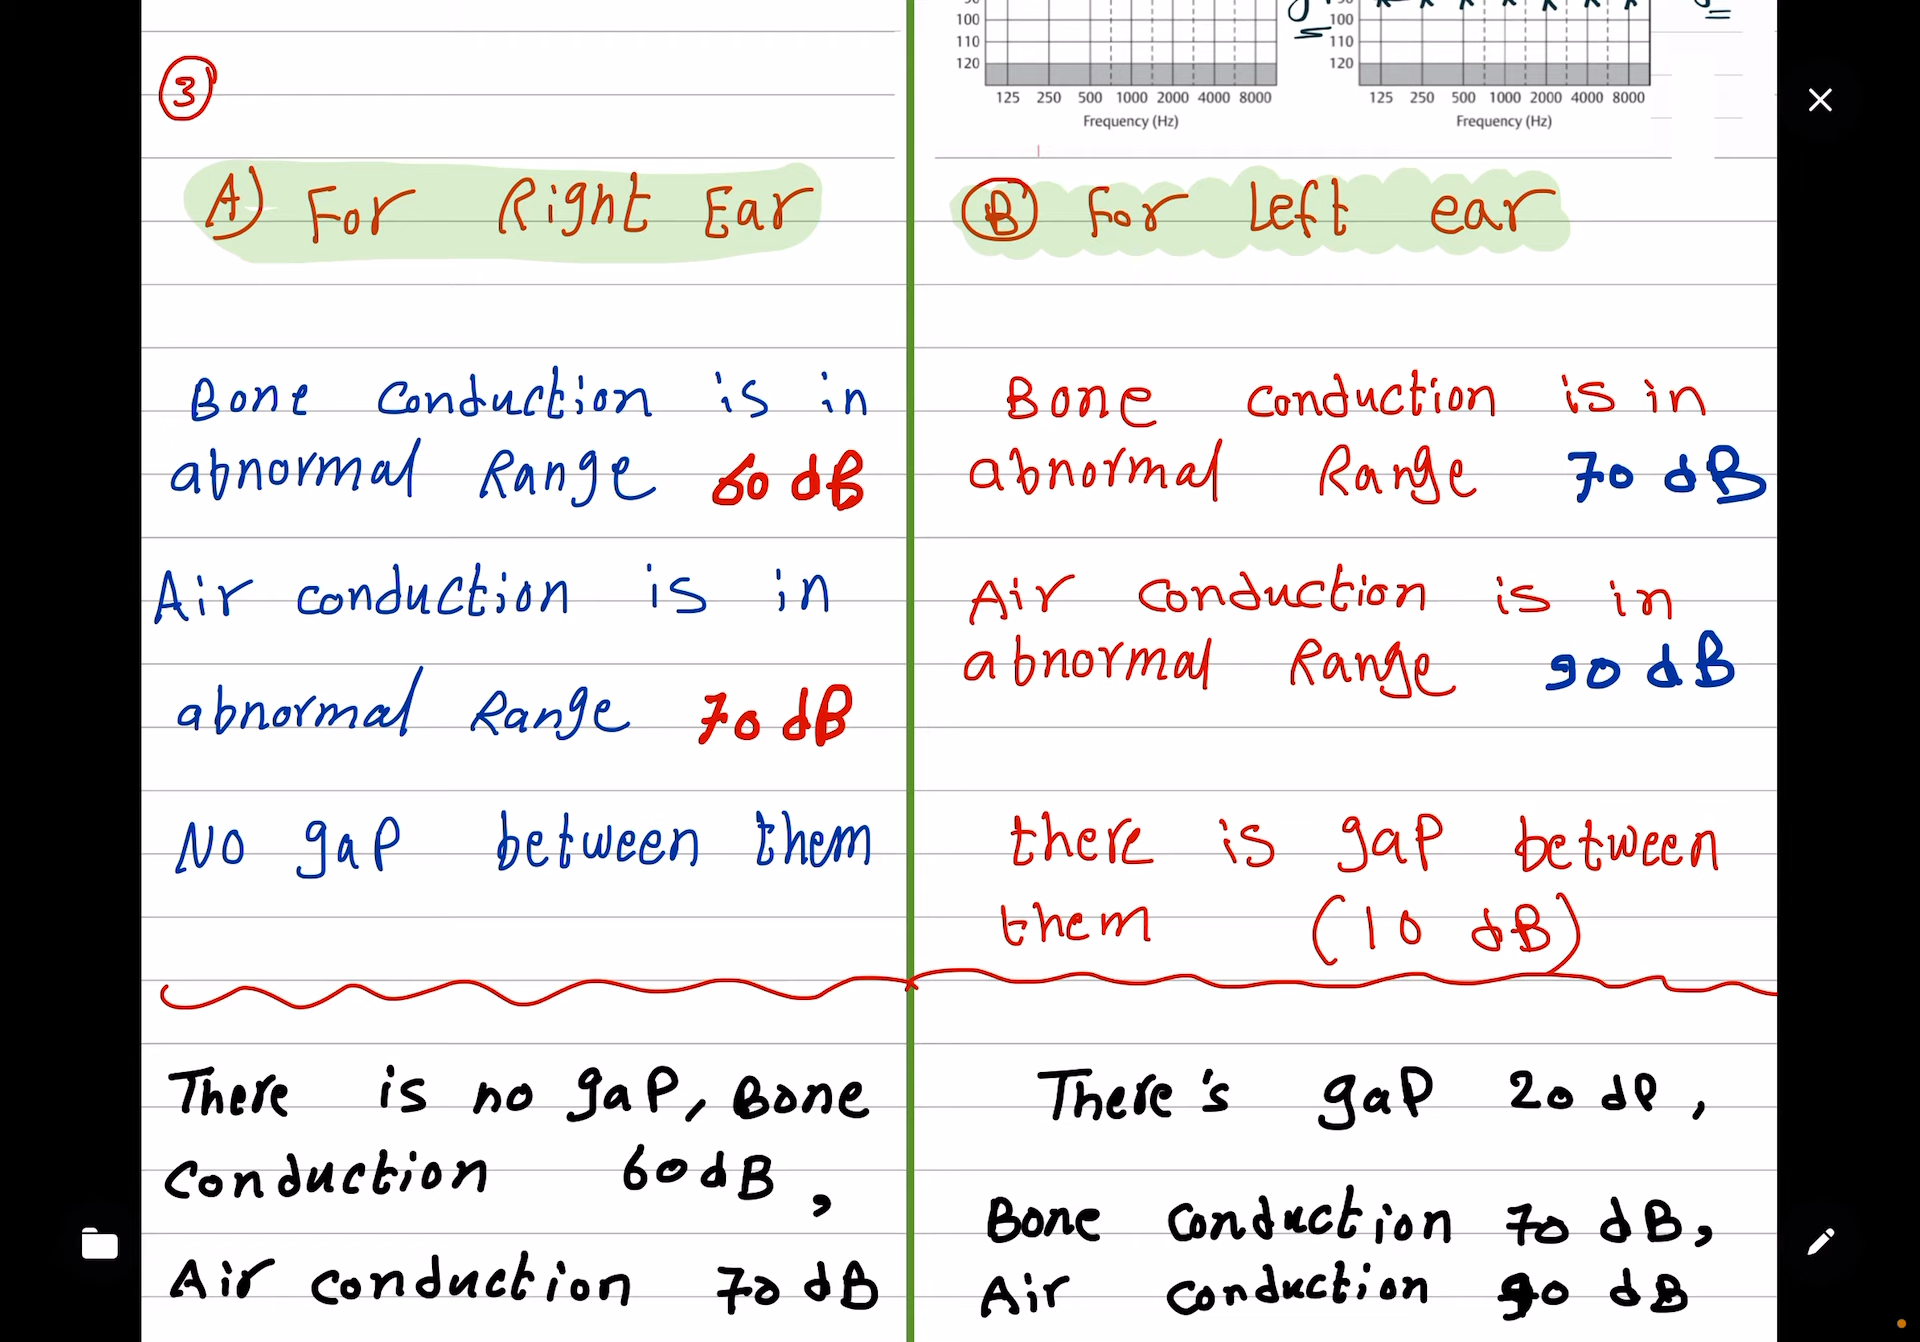 100
110
120
125 250 500 1000 2000 4000 8000
Frequency (Hz)
100
110
120
125 250 500 1000 2000 4000 8000
Frequency (Hz)
3
A) For Right Ear
Bone conduction is in
abnormal Range 60 dB
Air conduction is in
abnormal Range 70 dB
No gap between them
There is no gap, Bone
conduction 60 dB,
Air conduction 70 dB
B For left ear
Bone conduction is in
abnormal Range 70 dB
Air conduction is in
abnormal Range 90 dB
there is gap between
them (10 dB)
There's gap 20 dP,
Bone conduction 70 dB,
Air conduction 90 dB